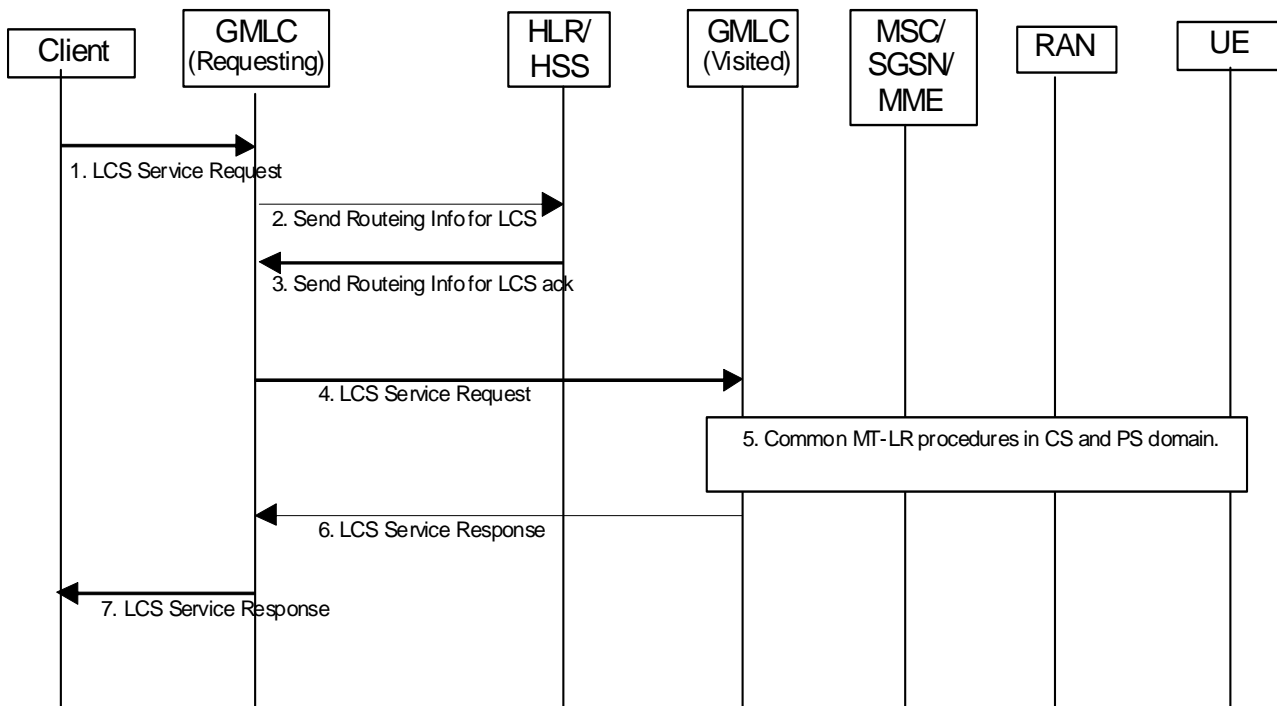 Client
GMLC
(Requesting)
HLR/
HSS
GMLC
(Visited)
MSC/
SGSN/
MME
RAN
UE
1. LCS Service Request
2. Send Routeing Info for LCS
3. Send Routeing Info for LCS ack
4. LCS Service Request
5. Common MT-LR procedures in CS and PS domain.
6. LCS Service Response
7. LCS Service Response